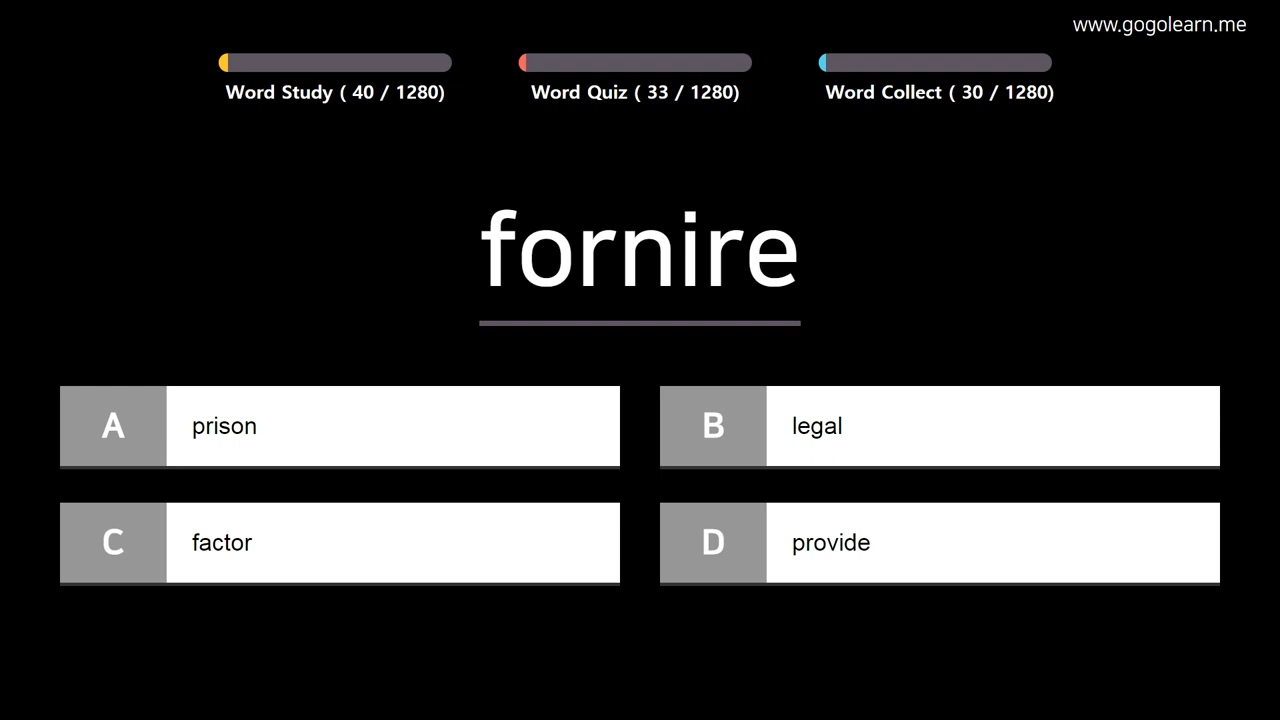 www.gogolearn.me
Word Study ( 40 / 1280)
Word Quiz ( 33 / 1280)
Word Collect ( 30 / 1280)
fornire
A prison
B legal
C factor
D provide